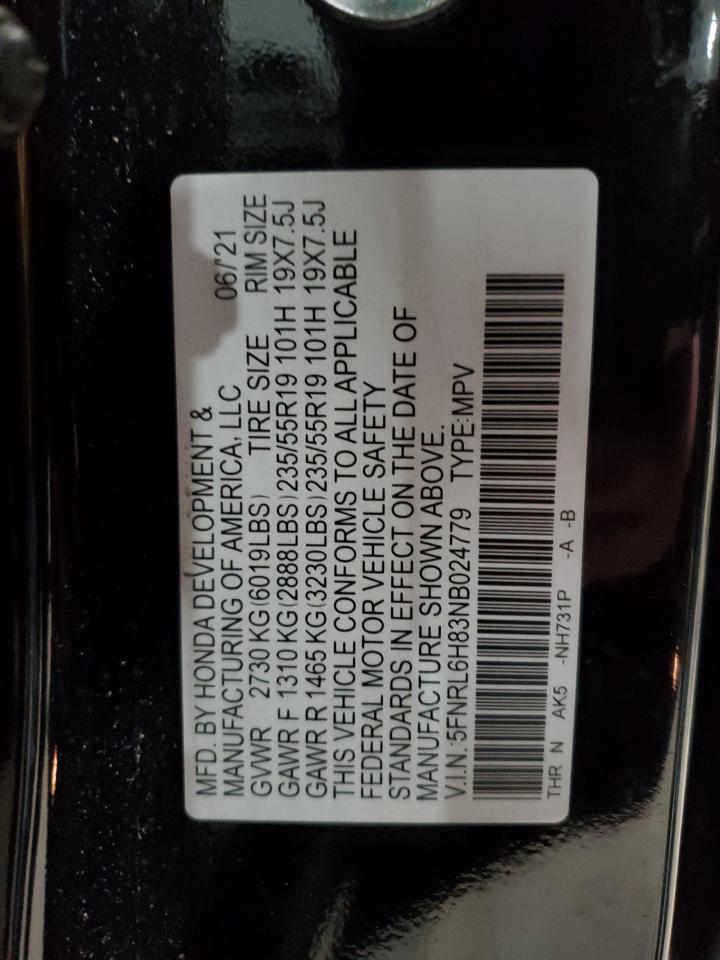 MFD. BY HONDA DEVELOPMENT &
MANUFACTURING OF AMERICA, LLC 06/'21
GVWR 2730 KG (6019LBS) TIRE SIZE RIM SIZE
GAWR F 1310 KG (2888LBS) 235/55R19 101H 19X7.5J
GAWR R 1465 KG (3230LBS) 235/55R19 101H 19X7.5J
THIS VEHICLE CONFORMS TO ALL APPLICABLE
FEDERAL MOTOR VEHICLE SAFETY
STANDARDS IN EFFECT ON THE DATE OF
MANUFACTURE SHOWN ABOVE.
V.I.N.:5FNRL6H83NB024779 TYPE:MPV
THR N AK5 -NH731P -A -B